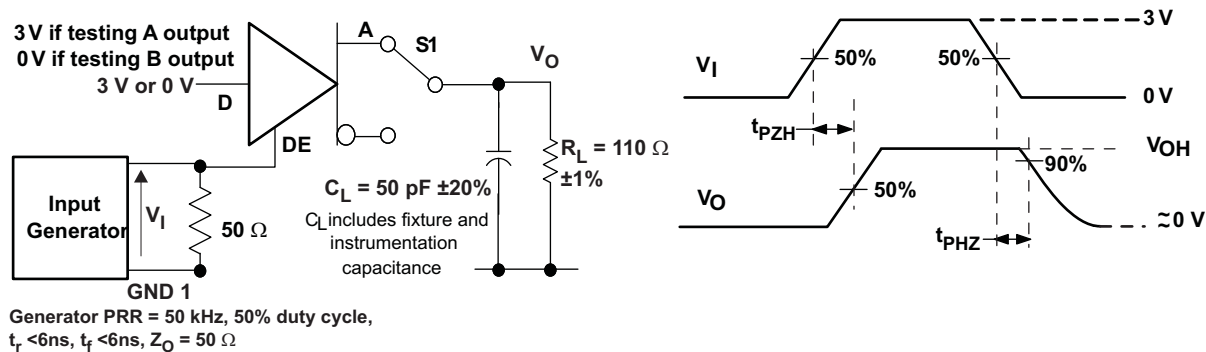 3 V if testing A output
0 V if testing B output
3 V or 0 V
D
DE
A
S1
VO
RL = 110 Ω
±1%
CL = 50 pF ±20%
CL includes fixture and
instrumentation
capacitance
Input
Generator
VI
50 Ω
GND 1
Generator PRR = 50 kHz, 50% duty cycle,
tr <6ns, tf <6ns, ZO = 50 Ω
VI
50%
50%
3 V
0 V
tPZH
VO
50%
VOH
90%
tPHZ
≈0 V